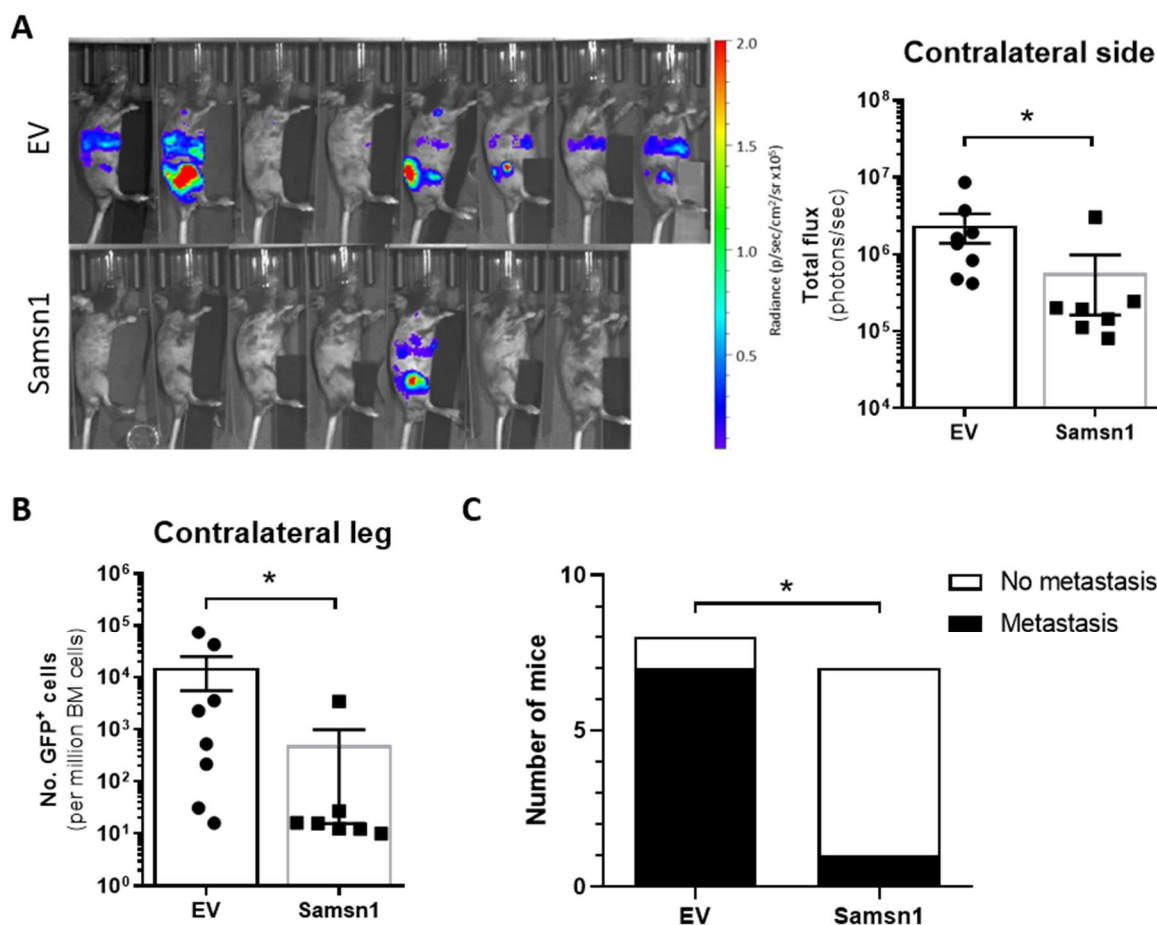 A
EV
Samsn1
2.0
1.5
1.0
0.5
Radiance (p/sec/cm²/sr x10⁵)
Contralateral side
*
Total flux
(photons/sec)
10⁸
10⁷
10⁶
10⁵
10⁴
EV
Samsn1
B
Contralateral leg
*
No. GFP⁺ cells
(per million BM cells)
10⁶
10⁵
10⁴
10³
10²
10¹
10⁰
EV
Samsn1
C
*
Number of mice
10
5
0
EV
Samsn1
No metastasis
Metastasis